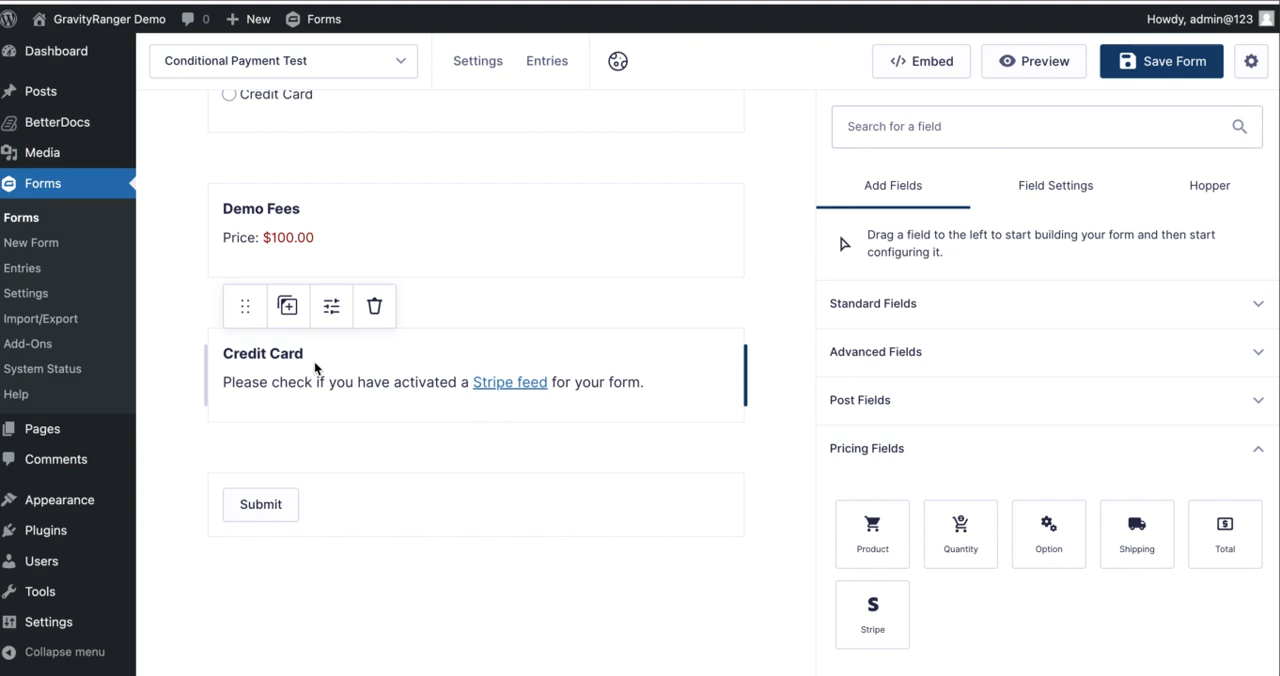 GravityRanger Demo
0
New
Forms
Howdy, admin@123
Dashboard
Posts
BetterDocs
Media
Forms
Forms
New Form
Entries
Settings
Import/Export
Add-Ons
System Status
Help
Pages
Comments
Appearance
Plugins
Users
Tools
Settings
Collapse menu
Conditional Payment Test
Settings
Entries
</> Embed
Preview
Save Form
Credit Card
Demo Fees
Price: $100.00
Credit Card
Please check if you have activated a Stripe feed for your form.
Submit
Search for a field
Add Fields
Field Settings
Hopper
Drag a field to the left to start building your form and then start
configuring it.
Standard Fields
Advanced Fields
Post Fields
Pricing Fields
Product
Quantity
Option
Shipping
Total
S
Stripe